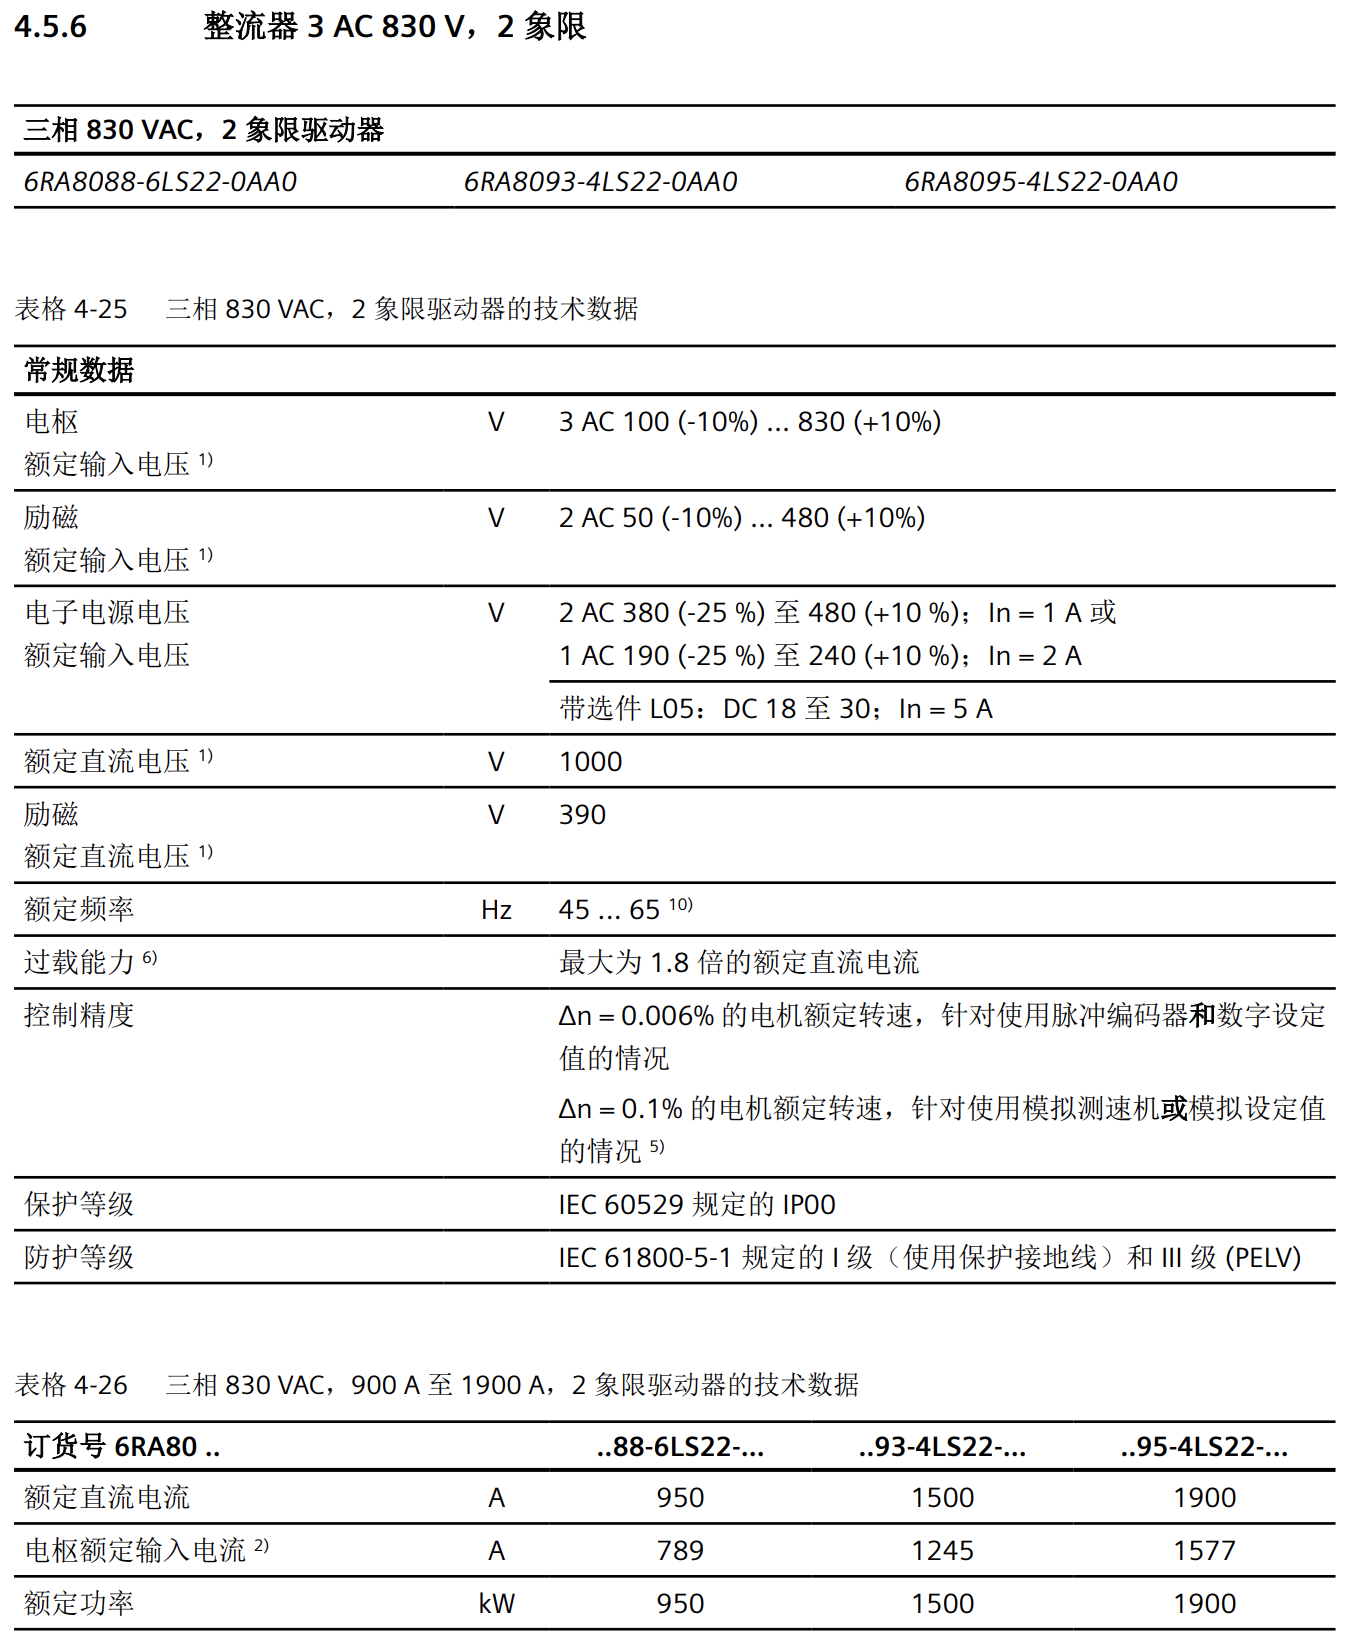 4.5.6 整流器 3 AC 830 V，2 象限
三相 830 VAC，2 象限驱动器
6RA8088-6LS22-0AA0 6RA8093-4LS22-0AA0 6RA8095-4LS22-0AA0
表格 4-25 三相 830 VAC，2 象限驱动器的技术数据
常规数据
电枢 V 3 AC 100 (-10%) ... 830 (+10%)
额定输入电压 1)
励磁 V 2 AC 50 (-10%) ... 480 (+10%)
额定输入电压 1)
电子电源电压 V 2 AC 380 (-25 %) 至 480 (+10 %)；In = 1 A 或
额定输入电压 1 AC 190 (-25 %) 至 240 (+10 %)；In = 2 A
带选件 L05：DC 18 至 30；In = 5 A
额定直流电压 1) V 1000
励磁 V 390
额定直流电压 1)
额定频率 Hz 45 ... 65 10)
过载能力 6) 最大为 1.8 倍的额定直流电流
控制精度 Δn = 0.006% 的电机额定转速，针对使用脉冲编码器和数字设定
值的情况
Δn = 0.1% 的电机额定转速，针对使用模拟测速机或模拟设定值
的情况 5)
保护等级 IEC 60529 规定的 IP00
防护等级 IEC 61800-5-1 规定的 I 级（使用保护接地线）和 III 级 (PELV)
表格 4-26 三相 830 VAC，900 A 至 1900 A，2 象限驱动器的技术数据
订货号 6RA80 .. ..88-6LS22-... ..93-4LS22-... ..95-4LS22-...
额定直流电流 A 950 1500 1900
电枢额定输入电流 2) A 789 1245 1577
额定功率 kW 950 1500 1900